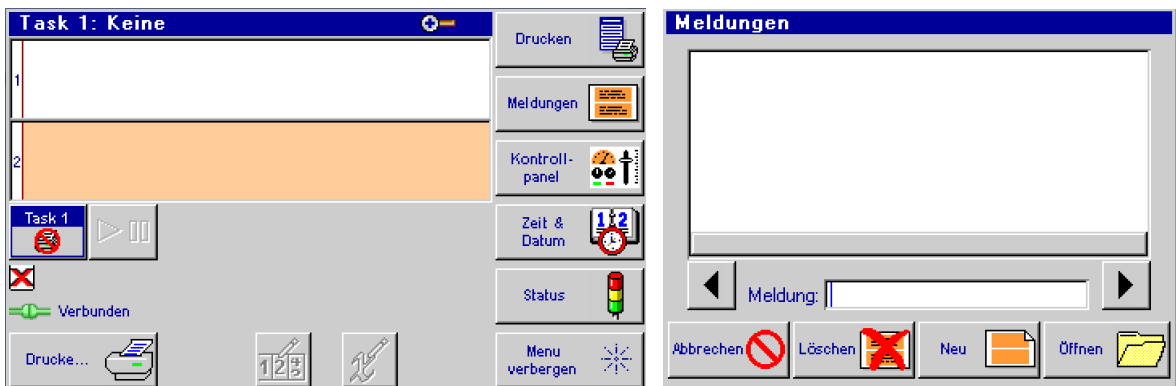 Task 1: Keine
1
2
Task 1
Verbunden
Drucke...
Drucken
Meldungen
Kontroll-
panel
Zeit &
Datum
Status
Menu
verbergen
Meldungen
Meldung:
Abbrechen
Löschen
Neu
Öffnen